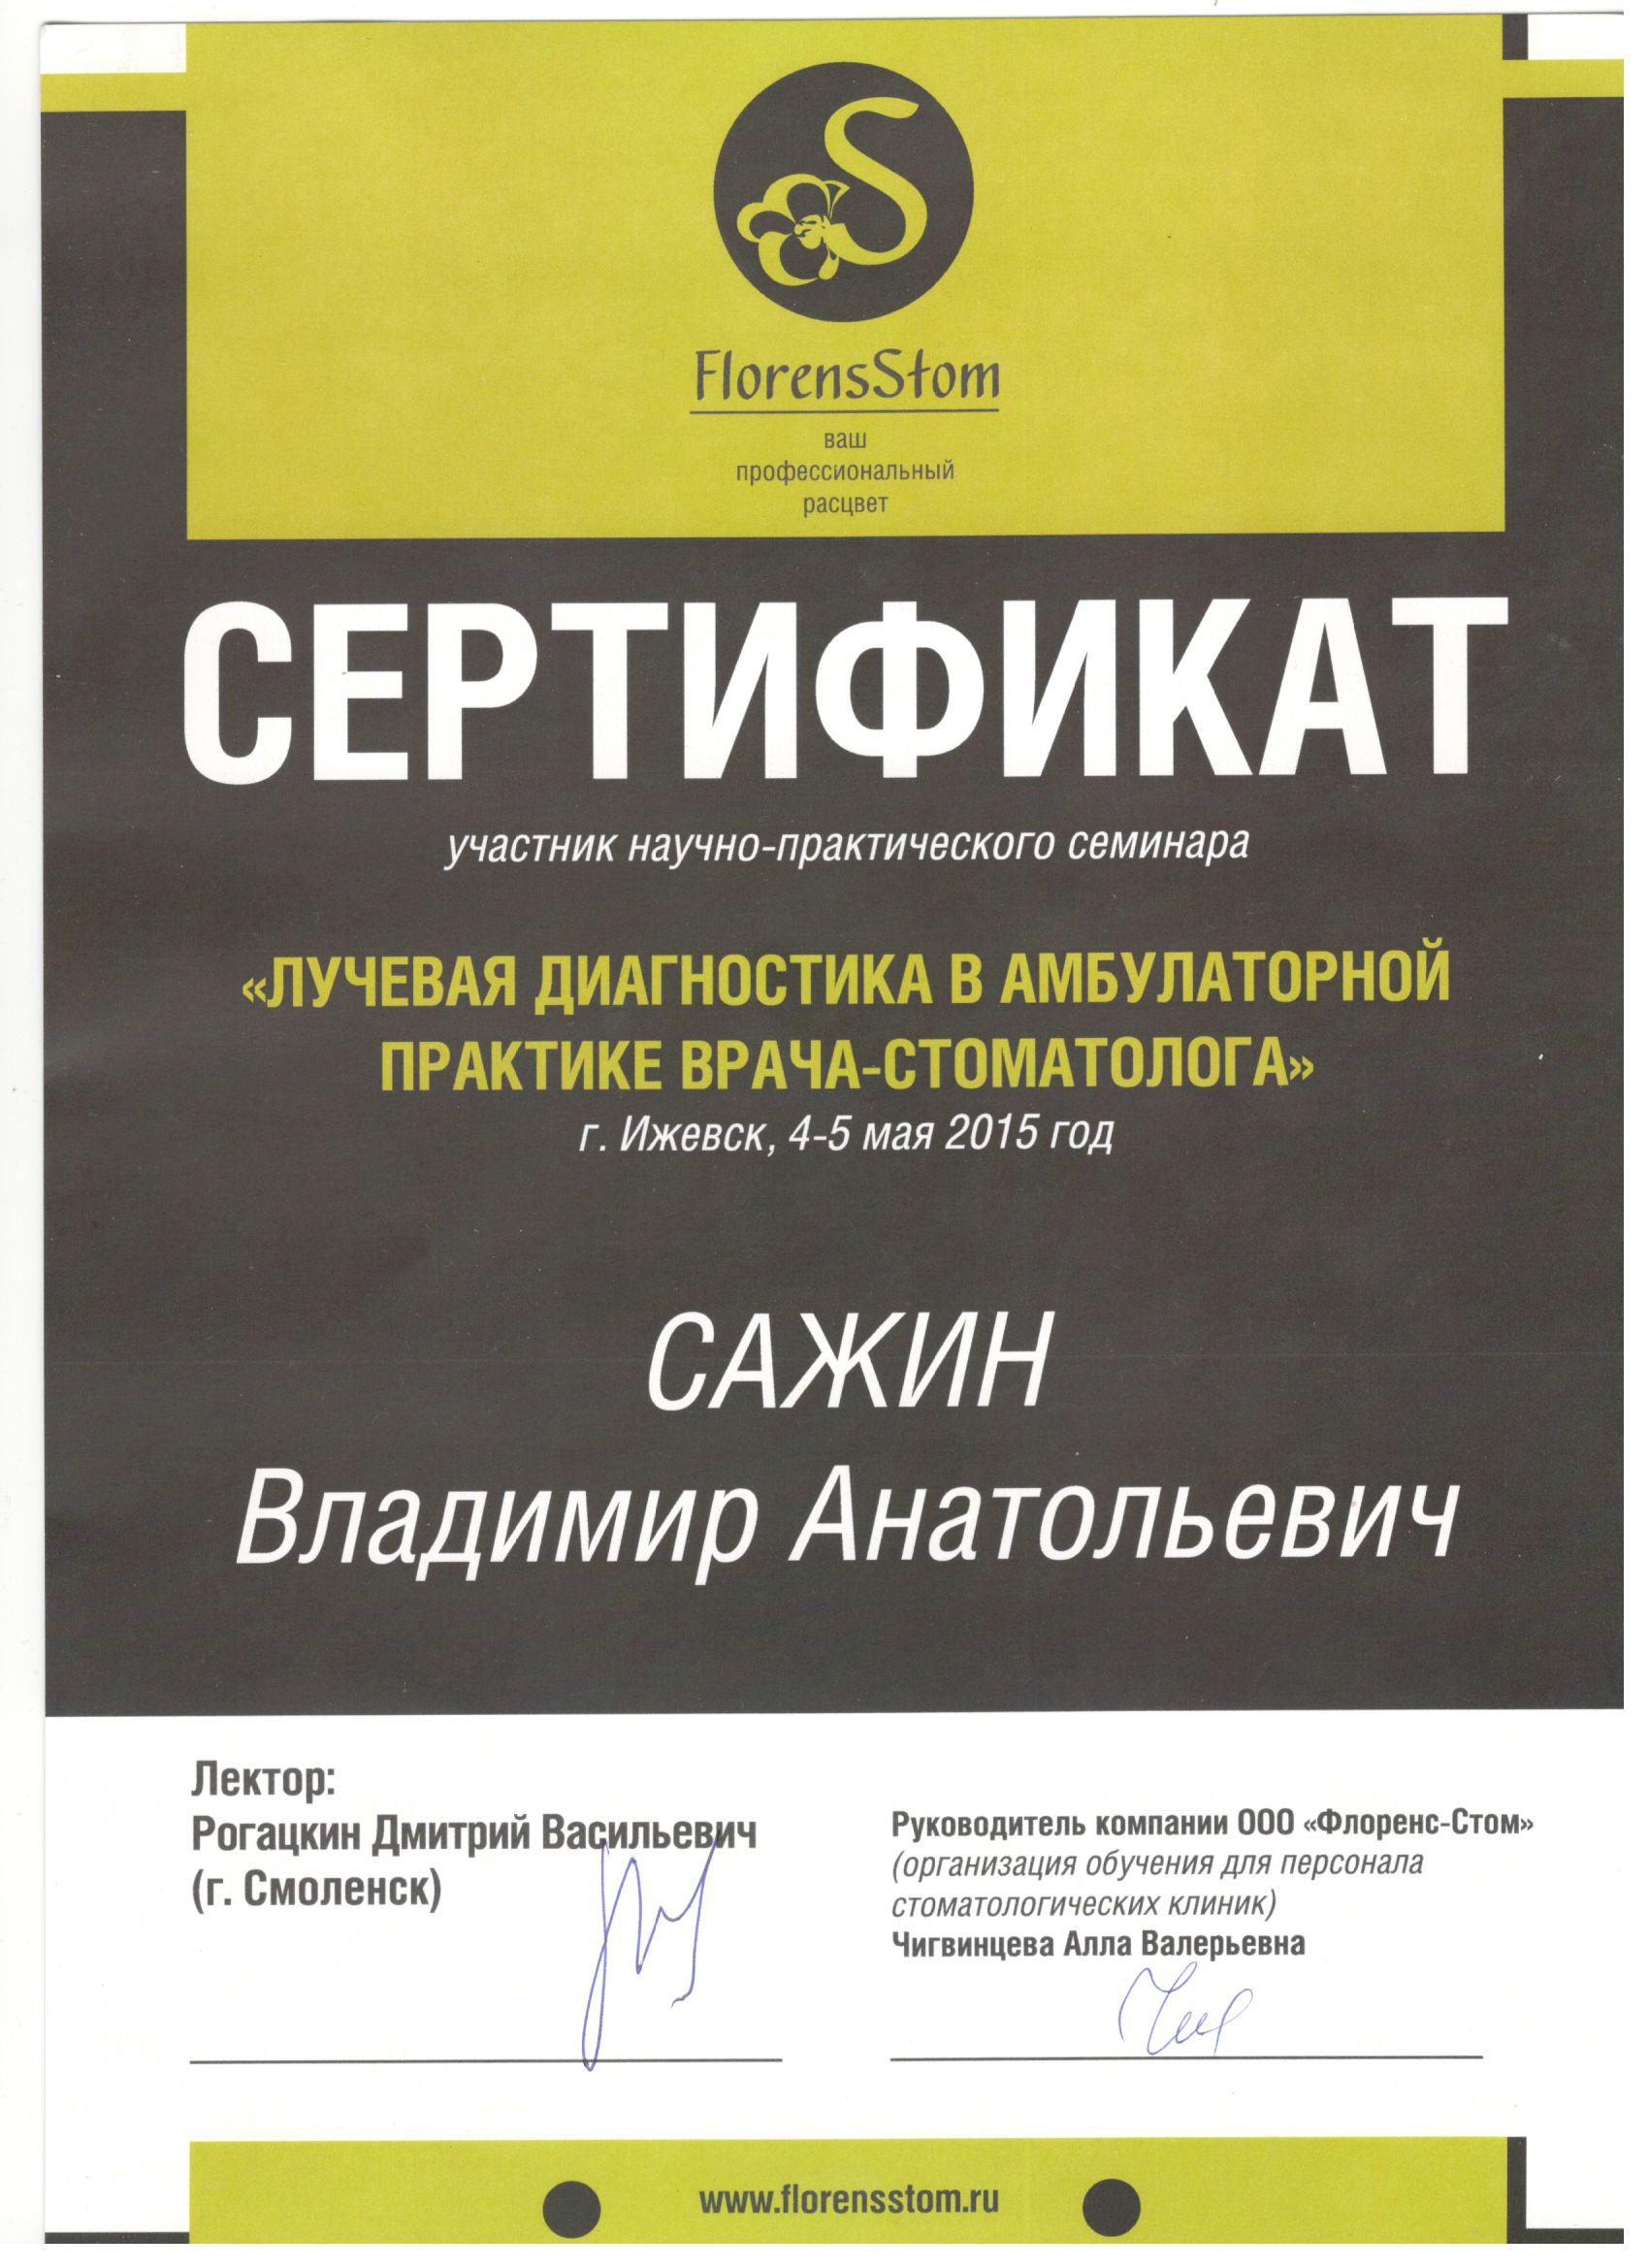 FlorensStom
ваш
профессиональный
расцвет
СЕРТИФИКАТ
участник научно-практического семинара
«ЛУЧЕВАЯ ДИАГНОСТИКА В АМБУЛАТОРНОЙ
ПРАКТИКЕ ВРАЧА-СТОМАТОЛОГА»
г. Ижевск, 4-5 мая 2015 год
САЖИН
Владимир Анатольевич
Лектор:
Рогацкин Дмитрий Васильевич
(г. Смоленск)
Руководитель компании ООО «Флоренс-Стом»
(организация обучения для персонала
стоматологических клиник)
Чигвинцева Алла Валерьевна
www.florensstom.ru